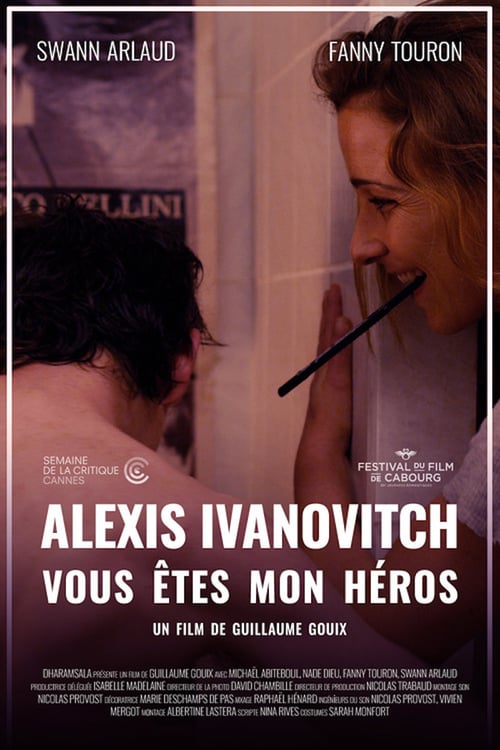 SWANN ARLAUD
FANNY TOURON
ELLINI
SEMAINE
DE LA CRITIQUE
CANNES
FESTIVAL DU FILM
DE CABOURG
ALEXIS IVANOVITCH
VOUS ÊTES MON HÉROS
UN FILM DE GUILLAUME GOUIX
DHARAMSALA PRÉSENTE UN FILM DE GUILLAUME GOUIX AVEC MICHAËL ABITEBOUL, NADE DIEU, FANNY TOURON, SWANN ARLAUD
PRODUCTRICE DÉLÉGUÉE ISABELLE MADELAINE DIRECTEUR DE LA PHOTO DAVID CHAMBILLE DIRECTEUR DE PRODUCTION NICOLAS TRABAUD MONTAGE SON
NICOLAS PROVOST DÉCORATRICE MARIE DESCHAMPS DE PAS MIXAGE RAPHAËL HÉNARD INGÉNIEURS DU SON NICOLAS PROVOST, VIVIEN
MERGOT MONTAGE ALBERTINE LASTERA SCRIPTE NINA RIVES COSTUMES SARAH MONFORT